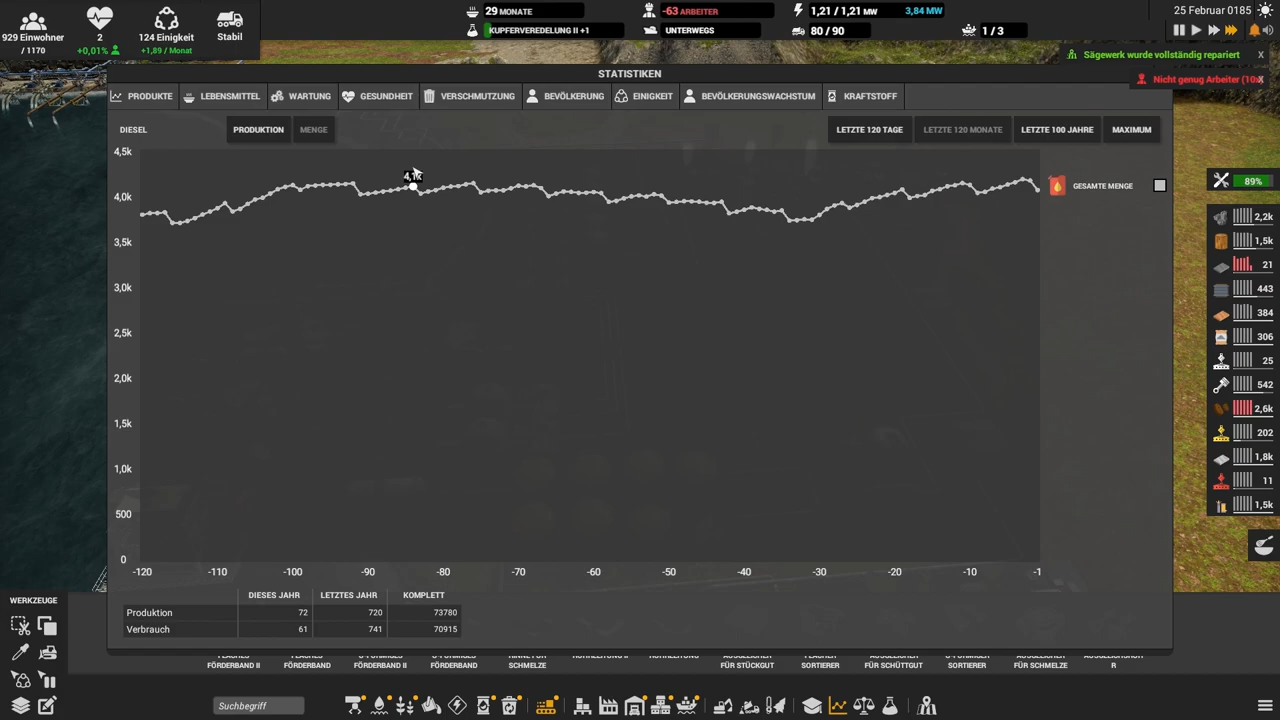 929 Einwohner
/ 1170
2
+0,01%
124 Einigkeit
+1,89 / Monat
Stabil
29 MONATE
KUPFERVEREDELUNG II +1
-63 ARBEITER
UNTERWEGS
1,21 / 1,21 MW
3,84 MW
80 / 90
1 / 3
25 Februar 0185
Sägewerk wurde vollständig repariert
X
Nicht genug Arbeiter (10x
X
STATISTIKEN
PRODUKTE
LEBENSMITTEL
WARTUNG
GESUNDHEIT
VERSCHMUTZUNG
BEVÖLKERUNG
EINIGKEIT
BEVÖLKERUNGSWACHSTUM
KRAFTSTOFF
DIESEL
PRODUKTION
MENGE
LETZTE 120 TAGE
LETZTE 120 MONATE
LETZTE 100 JAHRE
MAXIMUM
4,5k
4,0k
3,5k
3,0k
2,5k
2,0k
1,5k
1,0k
500
0
4,1k
GESAMTE MENGE
-120
-110
-100
-90
-80
-70
-60
-50
-40
-30
-20
-10
-1
DIESES JAHR
LETZTES JAHR
KOMPLETT
Produktion 72 720 73780
Verbrauch 61 741 70915
89%
2,2k
1,5k
21
443
384
306
25
542
2,6k
202
1,8k
11
1,5k
WERKZEUGE
FÖRDERBAND II
FÖRDERBAND
FÖRDERBAND II
FÖRDERBAND
SCHMELZE
FÜR STÜCKGUT
SORTIERER
FÜR SCHÜTTGUT
SORTIERER
FÜR SCHMELZE
R
Suchbegriff